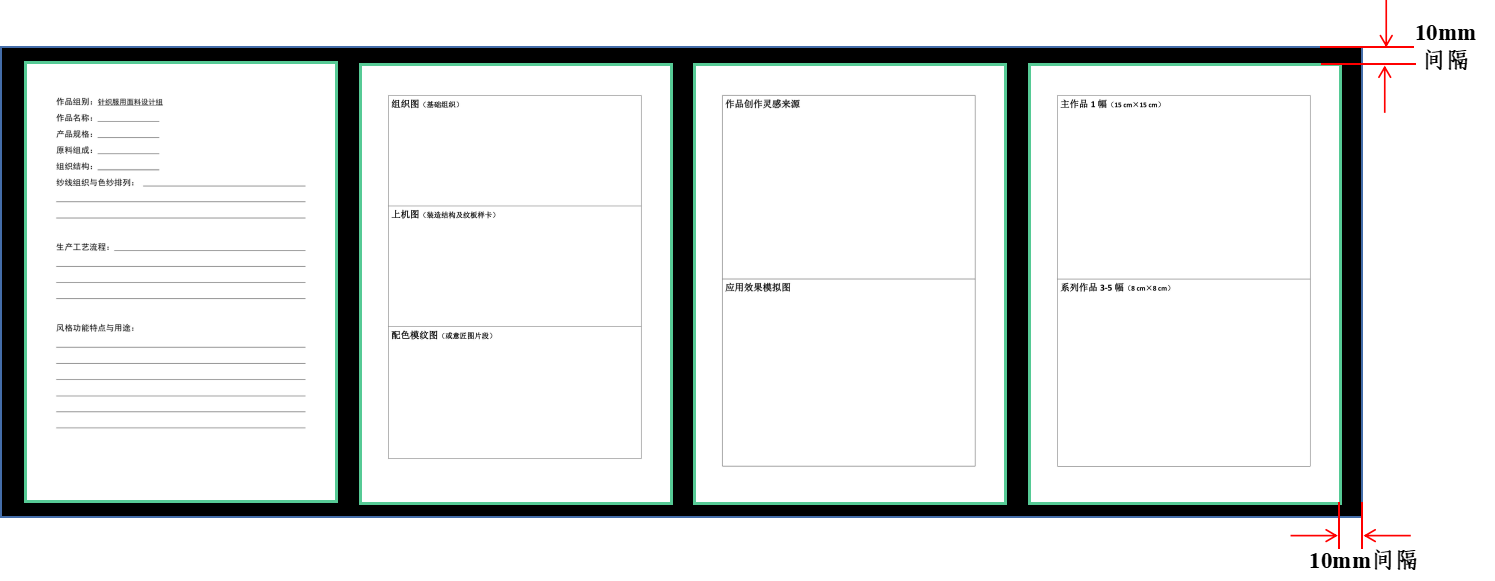 作品组别：针织服用面料设计组
作品名称：
产品规格：
原料组成：
组织结构：
纱线组织与色纱排列：
生产工艺流程：
风格功能特点与用途：
组织图（基础组织）
上机图（装造结构及纹板样卡）
配色模纹图（或意匠图片段）
作品创作灵感来源
应用效果模拟图
主作品 1 幅（15 cm×15 cm）
系列作品 3-5 幅（8 cm×8 cm）
10mm
间隔
10mm间隔